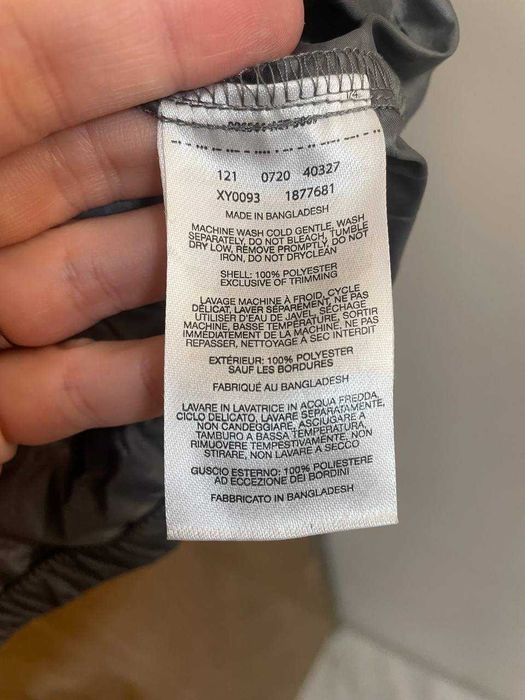 121 0720 40327
XY0093 1877681
MADE IN BANGLADESH
MACHINE WASH COLD GENTLE, WASH
SEPARATELY, DO NOT BLEACH, TUMBLE
DRY LOW, REMOVE PROMPTLY, DO NOT
IRON, DO NOT DRYCLEAN
SHELL: 100% POLYESTER
EXCLUSIVE OF TRIMMING
LAVAGE MACHINE À FROID, CYCLE
DÉLICAT, LAVER SÉPARÉMENT, NE PAS
UTILISER D'EAU DE JAVEL, SÉCHAGE
MACHINE, BASSE TEMPÉRATURE, SORTIR
IMMÉDIATEMENT DE LA MACHINE, NE PAS
REPASSER, NETTOYAGE À SEC INTERDIT
EXTÉRIEUR: 100% POLYESTER
SAUF LES BORDURES
FABRIQUÉ AU BANGLADESH
LAVARE IN LAVATRICE IN ACQUA FREDDA,
CICLO DELICATO, LAVARE SEPARATAMENTE,
NON CANDEGGIARE, ASCIUGARE A
TAMBURO A BASSA TEMPERATURA,
RIMUOVERE TEMPESTIVAMENTE, NON
STIRARE, NON LAVARE A SECCO
GUSCIO ESTERNO: 100% POLIESTERE
AD ECCEZIONE DEI BORDINI
FABBRICATO IN BANGLADESH